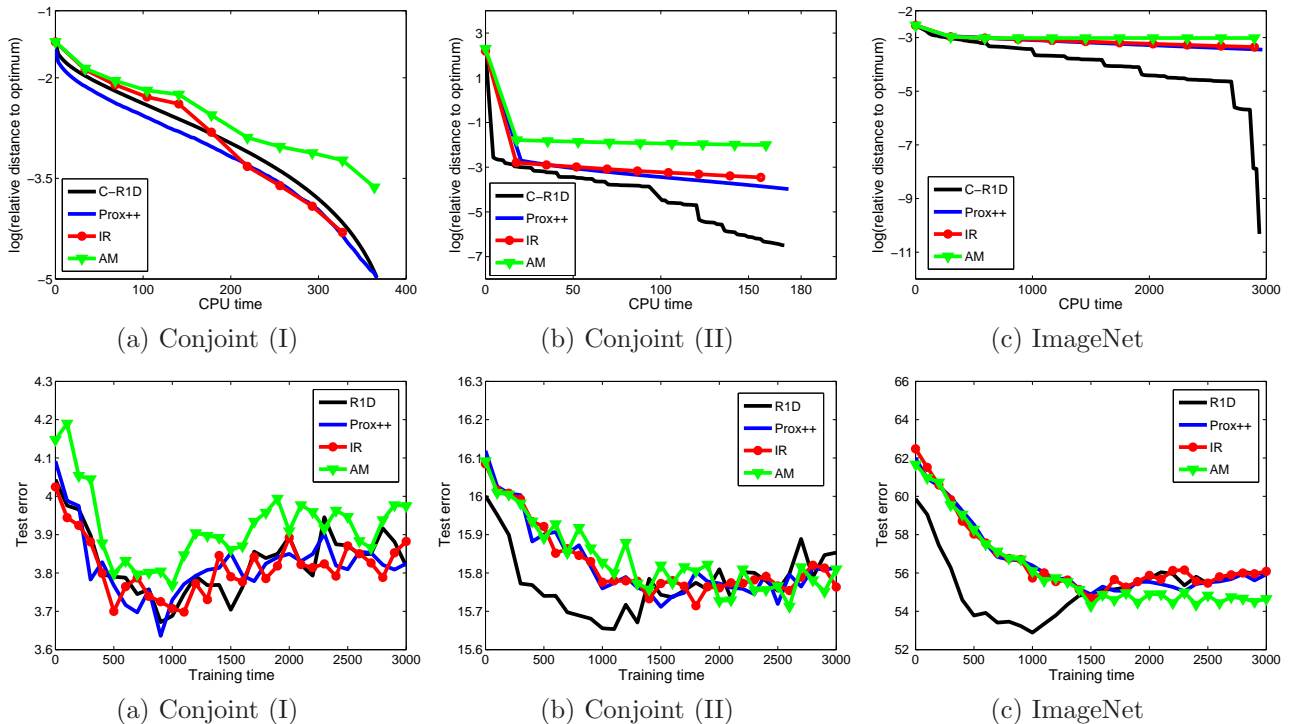 log(relative distance to optimum)
-1
-2
-3.5
-5
0
100
200
300
400
CPU time
C-R1D
Prox++
IR
AM
(a) Conjoint (I)
log(relative distance to optimum)
3
1
-1
-3
-5
-7
0
50
100
150
180
CPU time
C-R1D
Prox++
IR
AM
(b) Conjoint (II)
log(relative distance to optimum)
-2
-3
-5
-7
-9
-11
0
1000
2000
3000
CPU time
C-R1D
Prox++
IR
AM
(c) ImageNet
Test error
4.3
4.2
4.1
4
3.9
3.8
3.7
3.6
0
500
1000
1500
2000
2500
3000
Training time
R1D
Prox++
IR
AM
(a) Conjoint (I)
Test error
16.3
16.2
16.1
16
15.9
15.8
15.7
15.6
0
500
1000
1500
2000
2500
3000
Training time
R1D
Prox++
IR
AM
(b) Conjoint (II)
Test error
66
64
62
60
58
56
54
52
0
500
1000
1500
2000
2500
3000
Training time
R1D
Prox++
IR
AM
(c) ImageNet